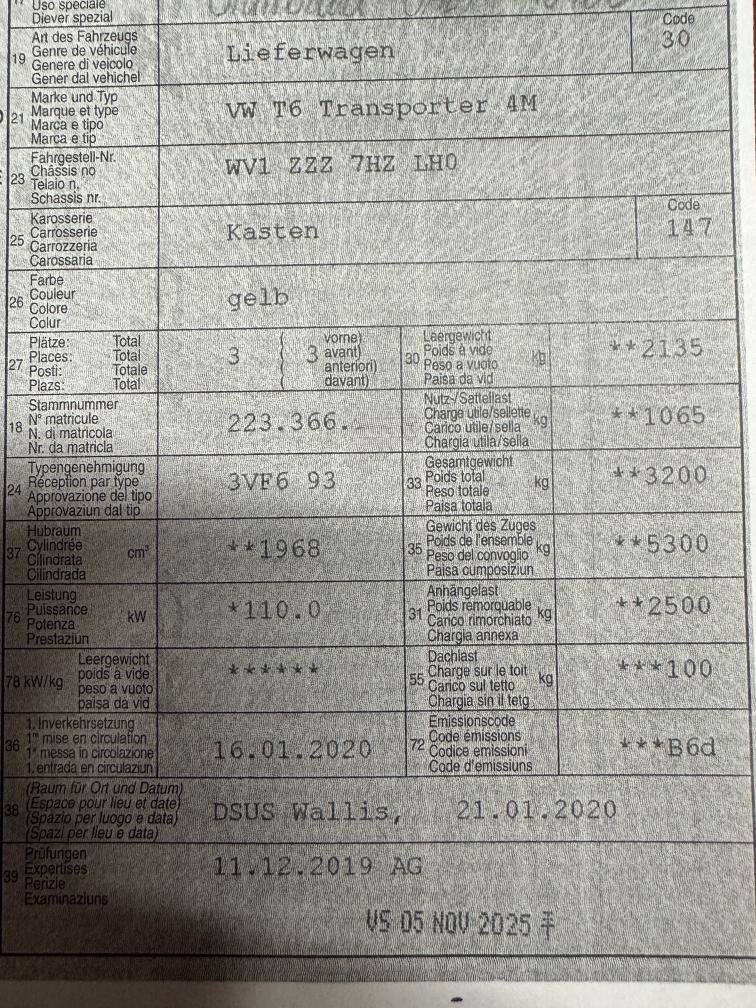 Uso speciale
Diever spezial
19 Art des Fahrzeugs
Genre de véhicule
Genere di veicolo
Gener dal vehichel
Lieferwagen
Code
30
21 Marke und Typ
Marque et type
Marca e tipo
Marca e tip
VW T6 Transporter 4M
23 Fahrgestell-Nr.
Châssis no
Telaio n.
Schassis nr.
WV1 ZZZ 7HZ LH0
25 Karosserie
Carrosserie
Carrozzeria
Carossaria
Kasten
Code
147
26 Farbe
Couleur
Colore
Colur
gelb
27 Plätze: Total
Places: Total
Posti: Totale
Plazs: Total
3 ( 3 vorne)
avant)
anteriori)
davant)
30 Leergewicht
Poids à vide
Peso a vuoto
Paisa da vid
kg
**2135
18 Stammnummer
N° matricule
N. di matricola
Nr. da matricla
223.366.
Nutz-/Sattellast
Charge utile/sellette
Carico utile/sella
Chargia utila/sella
kg
**1065
24 Typengenehmigung
Réception par type
Approvazione del tipo
Approvaziun dal tip
3VF6 93
33 Gesamtgewicht
Poids total
Peso totale
Paisa totala
kg
**3200
37 Hubraum
Cylindrée
Cilindrata
Cilindrada
cm³
**1968
35 Gewicht des Zuges
Poids de l'ensemble
Peso del convoglio
Paisa cumposiziun
kg
**5300
76 Leistung
Puissance
Potenza
Prestaziun
kW
*110.0
31 Anhängelast
Poids remorquable
Carico rimorchiato
Chargia annexa
kg
**2500
78 kW/kg Leergewicht
poids à vide
peso a vuoto
paisa da vid
******
55 Dachlast
Charge sur le toit
Carico sul tetto
Chargia sin il tetg
kg
***100
36 1. Inverkehrsetzung
1re mise en circulation
1a messa in circolazione
1. entrada en circulaziun
16.01.2020
72 Emissionscode
Code émissions
Codice emissioni
Code d'emissiuns
***B6d
38 (Raum für Ort und Datum)
(Espace pour lieu et date)
(Spazio per luogo e data)
(Spazi per lieu e data)
DSUS Wallis, 21.01.2020
39 Prüfungen
Expertises
Perizie
Examinaziuns
11.12.2019 AG
VS 05 NOV 2025